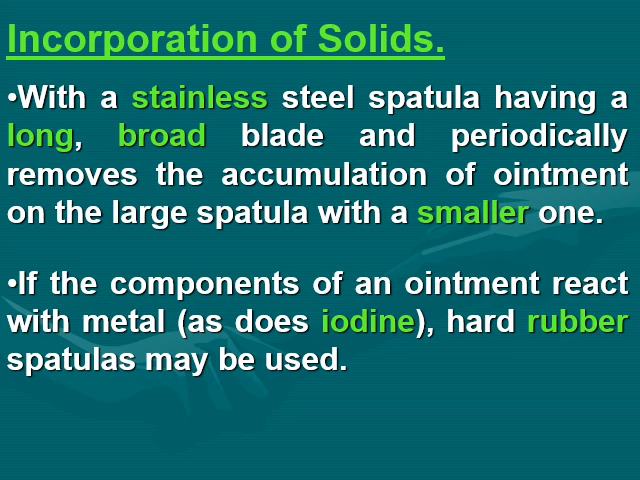 Incorporation of Solids.
•With a stainless steel spatula having a
long, broad blade and periodically
removes the accumulation of ointment
on the large spatula with a smaller one.
•If the components of an ointment react
with metal (as does iodine), hard rubber
spatulas may be used.